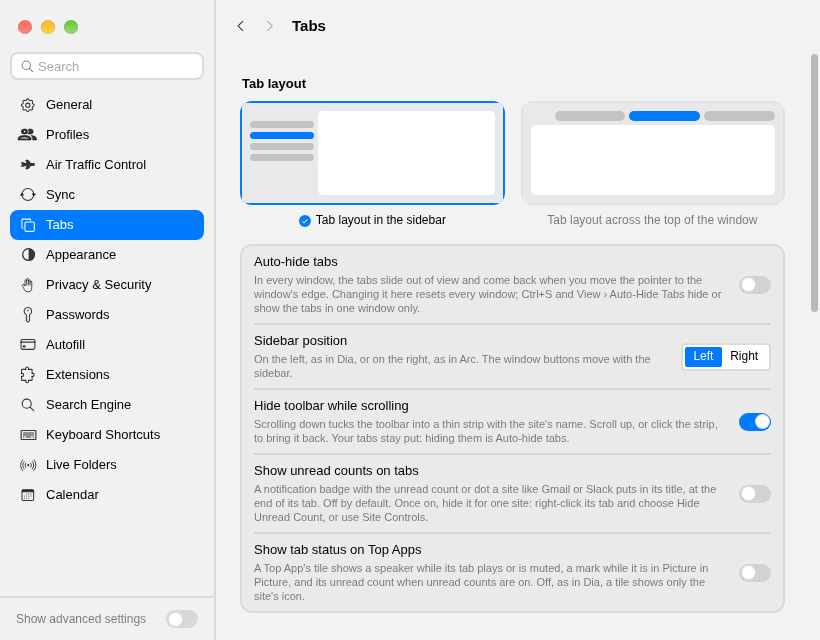 Tabs
Search
General
Profiles
Air Traffic Control
Sync
Tabs
Appearance
Privacy & Security
Passwords
Autofill
Extensions
Search Engine
Keyboard Shortcuts
Live Folders
Calendar
Show advanced settings
Tab layout
Tab layout in the sidebar
Tab layout across the top of the window
Auto-hide tabs
In every window, the tabs slide out of view and come back when you move the pointer to the
window's edge. Changing it here resets every window; Ctrl+S and View › Auto-Hide Tabs hide or
show the tabs in one window only.
Sidebar position
On the left, as in Dia, or on the right, as in Arc. The window buttons move with the
sidebar.
Left Right
Hide toolbar while scrolling
Scrolling down tucks the toolbar into a thin strip with the site's name. Scroll up, or click the strip,
to bring it back. Your tabs stay put: hiding them is Auto-hide tabs.
Show unread counts on tabs
A notification badge with the unread count or dot a site like Gmail or Slack puts in its title, at the
end of its tab. Off by default. Once on, hide it for one site: right-click its tab and choose Hide
Unread Count, or use Site Controls.
Show tab status on Top Apps
A Top App's tile shows a speaker while its tab plays or is muted, a mark while it is in Picture in
Picture, and its unread count when unread counts are on. Off, as in Dia, a tile shows only the
site's icon.